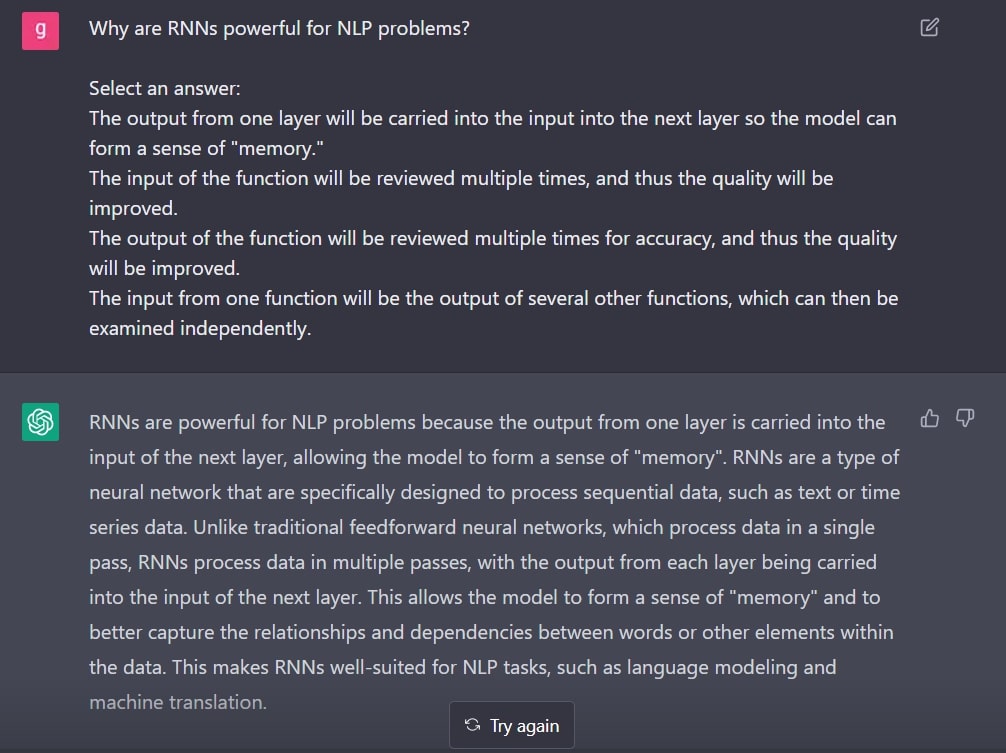 g
Why are RNNs powerful for NLP problems?
Select an answer:
The output from one layer will be carried into the input into the next layer so the model can
form a sense of "memory."
The input of the function will be reviewed multiple times, and thus the quality will be
improved.
The output of the function will be reviewed multiple times for accuracy, and thus the quality
will be improved.
The input from one function will be the output of several other functions, which can then be
examined independently.
RNNs are powerful for NLP problems because the output from one layer is carried into the
input of the next layer, allowing the model to form a sense of "memory". RNNs are a type of
neural network that are specifically designed to process sequential data, such as text or time
series data. Unlike traditional feedforward neural networks, which process data in a single
pass, RNNs process data in multiple passes, with the output from each layer being carried
into the input of the next layer. This allows the model to form a sense of "memory" and to
better capture the relationships and dependencies between words or other elements within
the data. This makes RNNs well-suited for NLP tasks, such as language modeling and
machine translation.
Try again